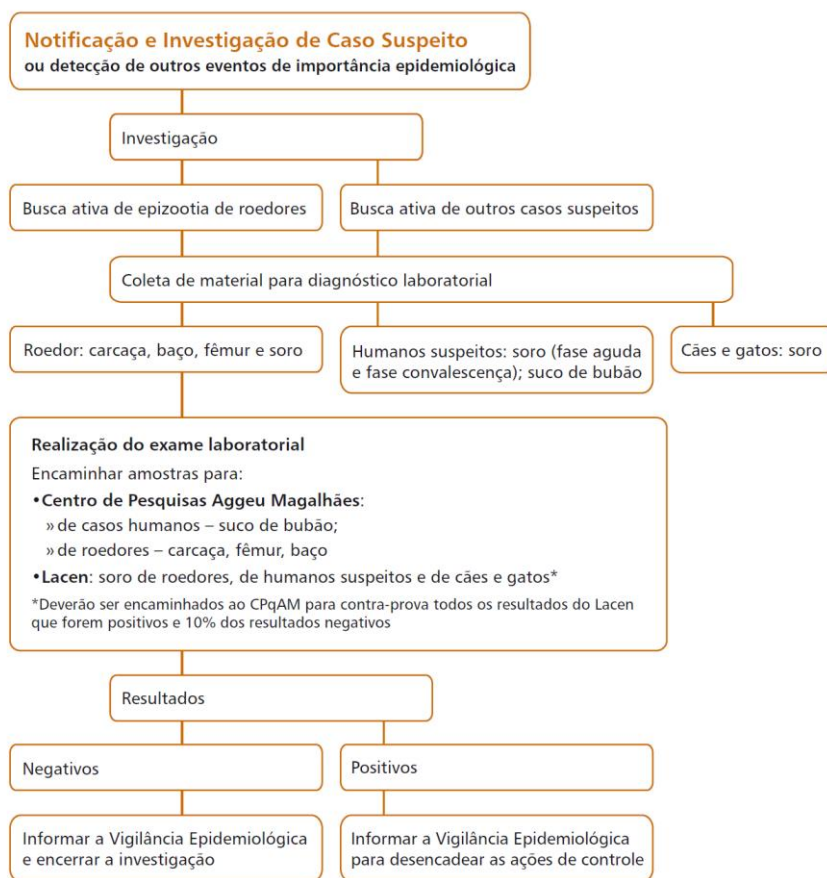 Notificação e Investigação de Caso Suspeito
ou detecção de outros eventos de importância epidemiológica
Investigação
Busca ativa de epizootia de roedores
Busca ativa de outros casos suspeitos
Coleta de material para diagnóstico laboratorial
Roedor: carcaça, baço, fêmur e soro
Humanos suspeitos: soro (fase aguda
e fase convalescença); suco de bubão
Cães e gatos: soro
Realização do exame laboratorial
Encaminhar amostras para:
•Centro de Pesquisas Aggeu Magalhães:
» de casos humanos – suco de bubão;
» de roedores – carcaça, fêmur, baço
•Lacen: soro de roedores, de humanos suspeitos e de cães e gatos*
*Deverão ser encaminhados ao CPqAM para contra-prova todos os resultados do Lacen
que forem positivos e 10% dos resultados negativos
Resultados
Negativos
Positivos
Informar a Vigilância Epidemiológica
e encerrar a investigação
Informar a Vigilância Epidemiológica
para desencadear as ações de controle